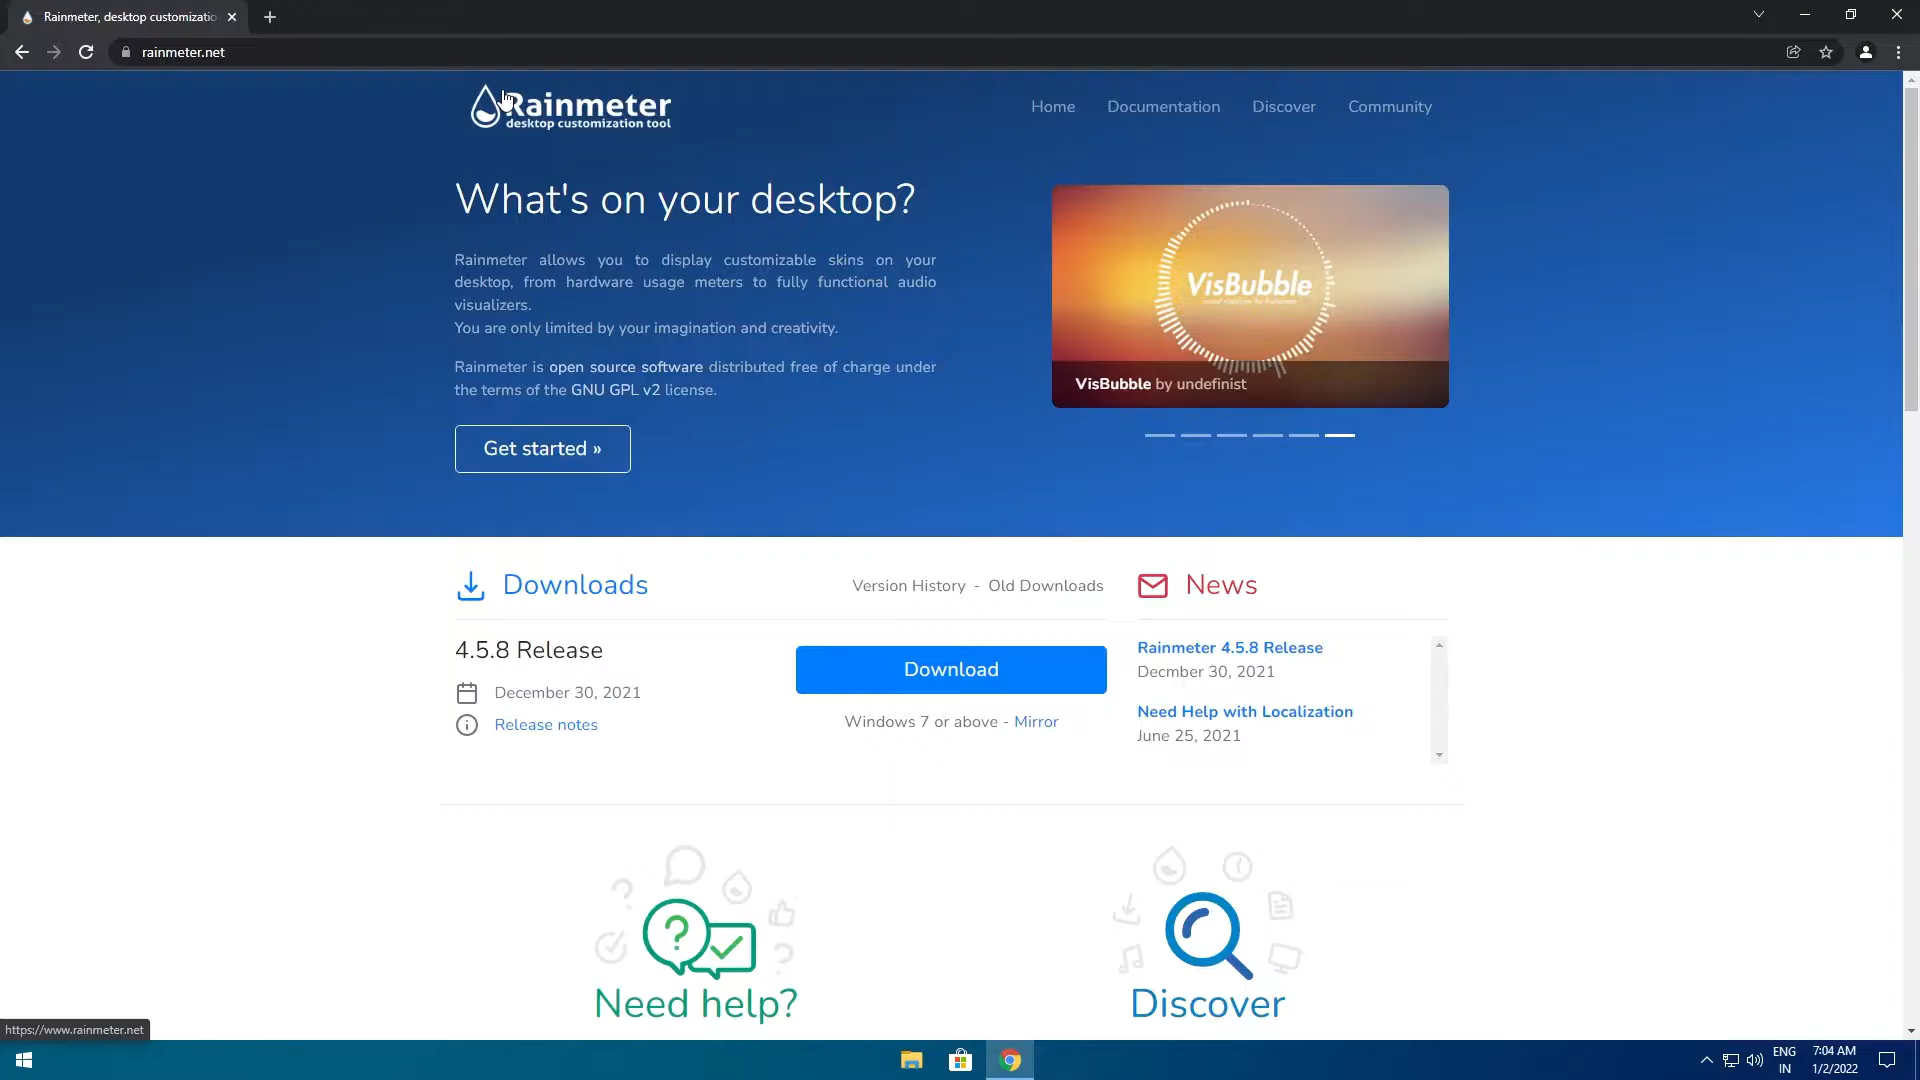 Rainmeter, desktop customizatio
rainmeter.net
Rainmeter
desktop customization tool
Home
Documentation
Discover
Community
What's on your desktop?
Rainmeter allows you to display customizable skins on your
desktop, from hardware usage meters to fully functional audio
visualizers.
You are only limited by your imagination and creativity.
Rainmeter is open source software distributed free of charge under
the terms of the GNU GPL v2 license.
Get started »
VisBubble
VisBubble by undefinist
Downloads
Version History - Old Downloads
4.5.8 Release
December 30, 2021
Release notes
Download
Windows 7 or above - Mirror
News
Rainmeter 4.5.8 Release
Decmber 30, 2021
Need Help with Localization
June 25, 2021
Need help?
Discover
https://www.rainmeter.net
ENG
IN
7:04 AM
1/2/2022